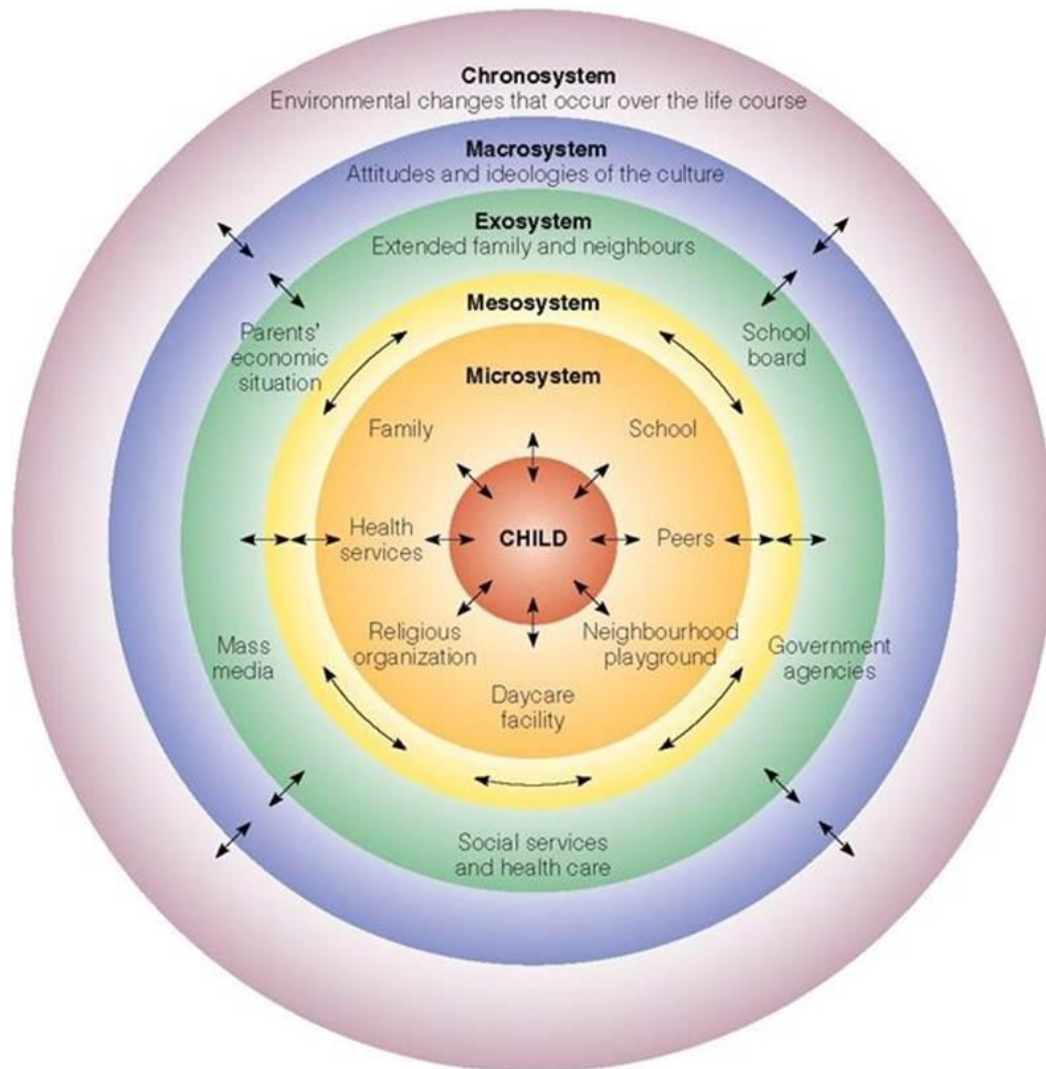 Chronosystem
Environmental changes that occur over the life course
Macrosystem
Attitudes and ideologies of the culture
Exosystem
Extended family and neighbours
Mesosystem
Parents'
economic
situation
School
board
Microsystem
Family
School
Health
services
CHILD
Peers
Religious
organization
Neighbourhood
playground
Mass
media
Government
agencies
Daycare
facility
Social services
and health care